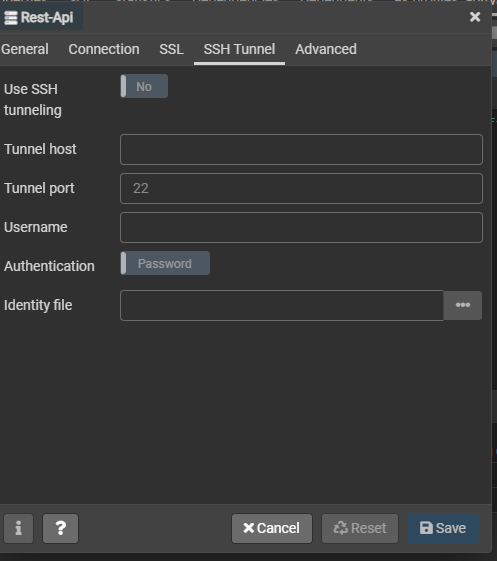 Rest-Api
General Connection SSL SSH Tunnel Advanced
Use SSH
tunneling
No
Tunnel host
Tunnel port
22
Username
Authentication
Password
Identity file
•••
i ? Cancel Reset Save